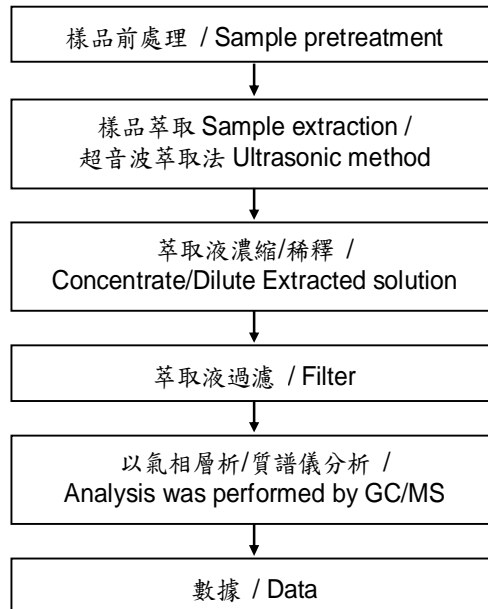 樣品前處理 / Sample pretreatment
樣品萃取 Sample extraction /
超音波萃取法 Ultrasonic method
萃取液濃縮/稀釋 /
Concentrate/Dilute Extracted solution
萃取液過濾 / Filter
以氣相層析/質譜儀分析 /
Analysis was performed by GC/MS
數據 / Data